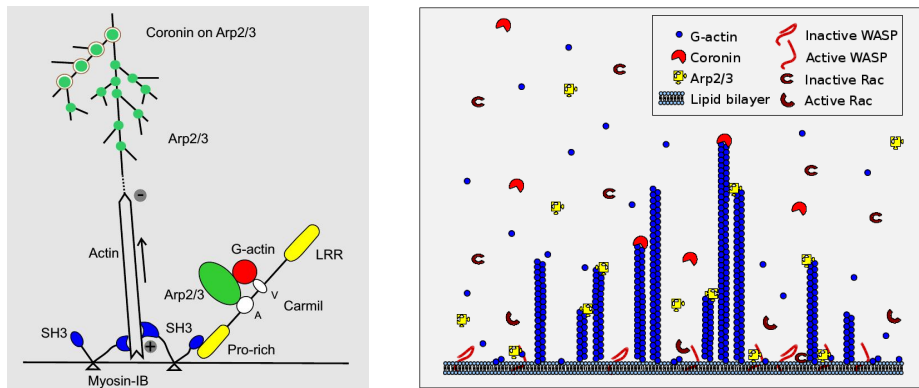 Coronin on Arp2/3
Arp2/3
−
Actin
G-actin
LRR
Arp2/3
V
Carmil
A
SH3
SH3
Pro-rich
+
Myosin-IB
G-actin
Coronin
Arp2/3
Lipid bilayer
Inactive WASP
Active WASP
Inactive Rac
Active Rac